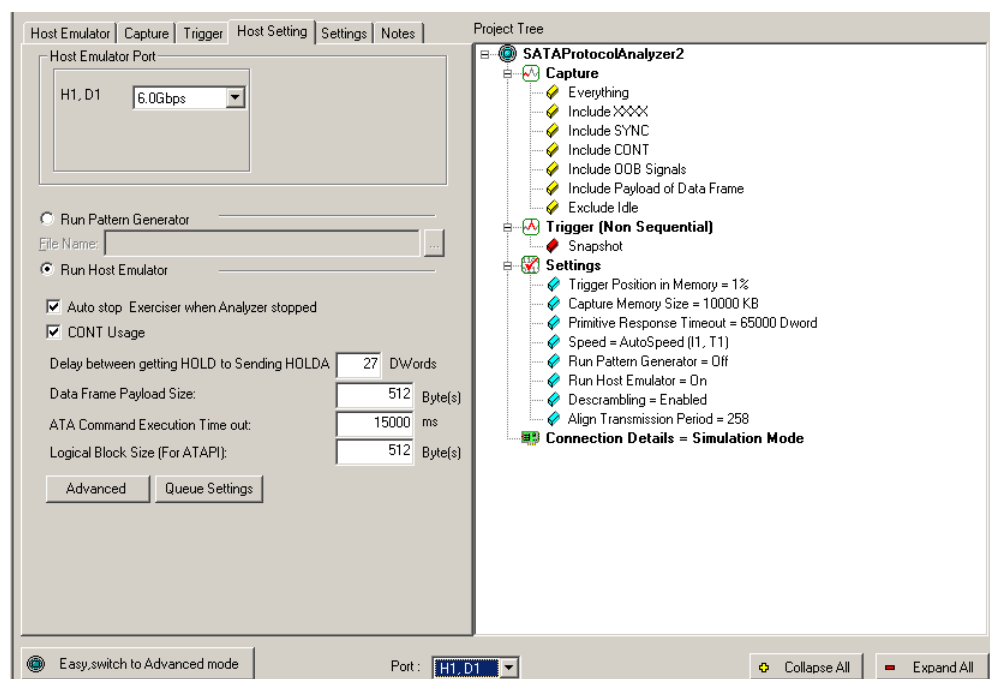 Host Emulator Capture Trigger Host Setting Settings Notes
Host Emulator Port
H1, D1 6.0Gbps
Run Pattern Generator
File Name: ...
Run Host Emulator
Auto stop Exerciser when Analyzer stopped
CONT Usage
Delay between getting HOLD to Sending HOLDA 27 DWords
Data Frame Payload Size: 512 Byte(s)
ATA Command Execution Time out: 15000 ms
Logical Block Size (For ATAPI): 512 Byte(s)
Advanced Queue Settings
Project Tree
SATAProtocolAnalyzer2
Capture
Everything
Include XXXX
Include SYNC
Include CONT
Include OOB Signals
Include Payload of Data Frame
Exclude Idle
Trigger (Non Sequential)
Snapshot
Settings
Trigger Position in Memory = 1%
Capture Memory Size = 10000 KB
Primitive Response Timeout = 65000 Dword
Speed = AutoSpeed (I1, T1)
Run Pattern Generator = Off
Run Host Emulator = On
Descrambling = Enabled
Align Transmission Period = 258
Connection Details = Simulation Mode
Easy,switch to Advanced mode Port : H1, D1 Collapse All Expand All